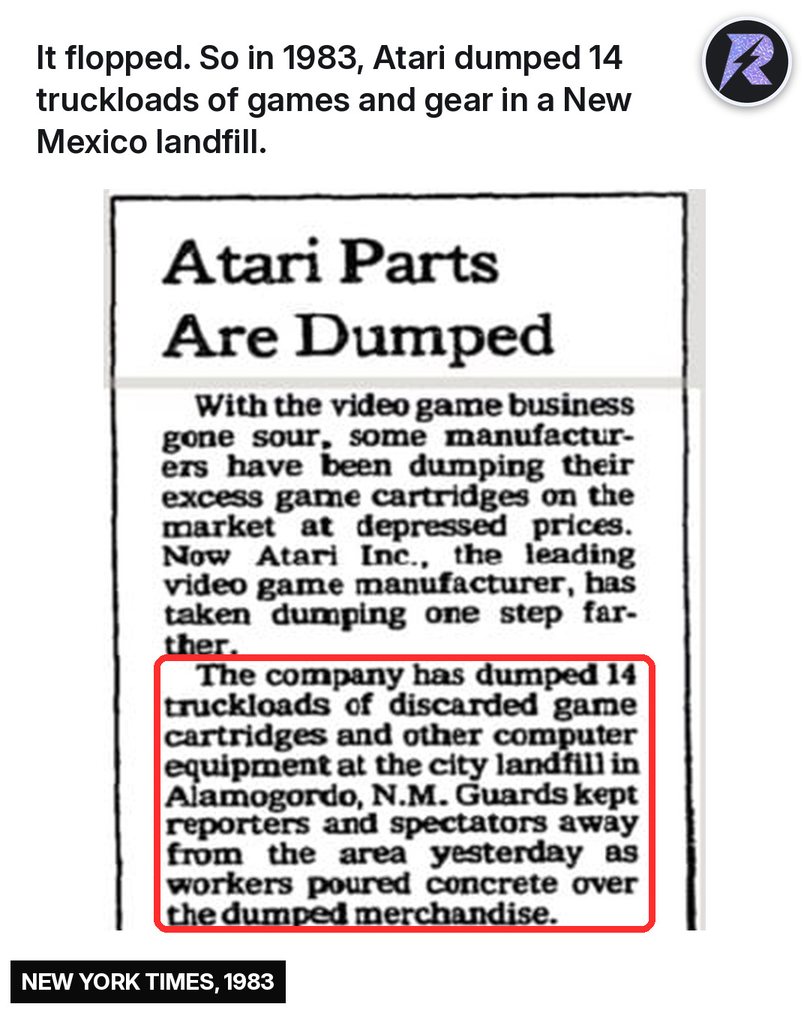 It flopped. So in 1983, Atari dumped 14
truckloads of games and gear in a New
Mexico landfill.
R
Atari Parts
Are Dumped
With the video game business
gone sour, some manufactur-
ers have been dumping their
excess game cartridges on the
market at depressed prices.
Now Atari Inc., the leading
video game manufacturer, has
taken dumping one step far-
ther.
The company has dumped 14
truckloads of discarded game
cartridges and other computer
equipment at the city landfill in
Alamogordo, N.M. Guards kept
reporters and spectators away
from the area yesterday as
workers poured concrete over
the dumped merchandise.
NEW YORK TIMES, 1983